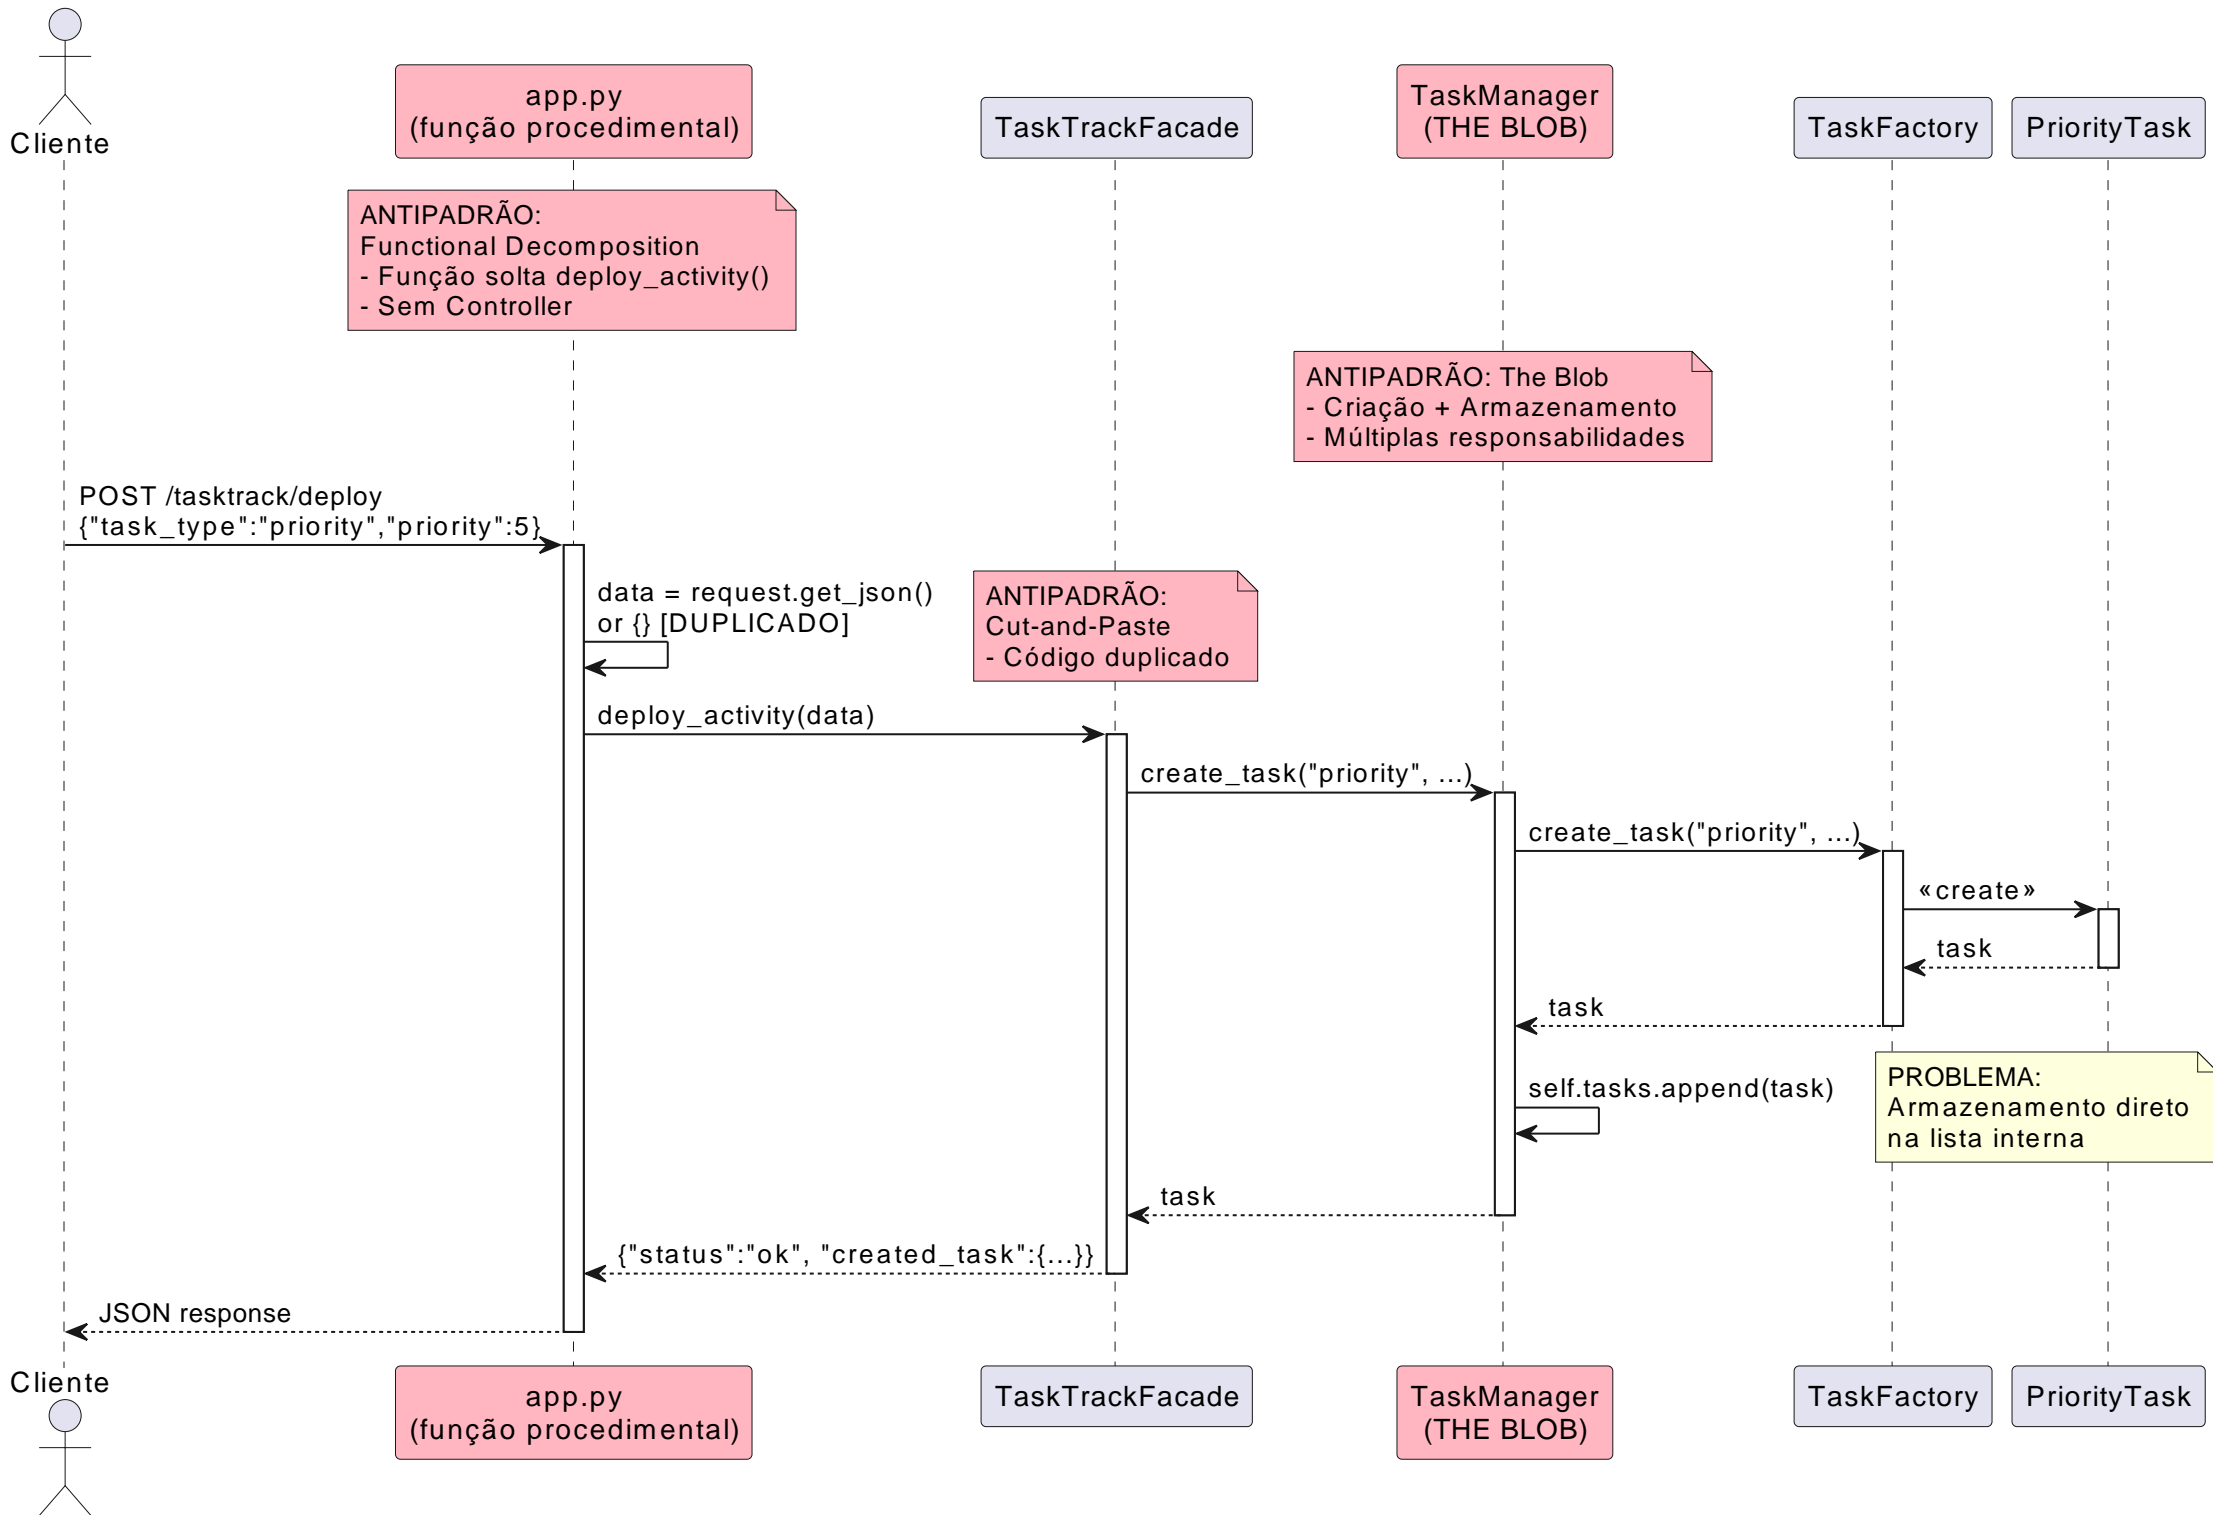 Cliente
app.py
(função procedimental)
TaskTrackFacade
TaskManager
(THE BLOB)
TaskFactory
PriorityTask
ANTIPADRÃO:
Functional Decomposition
- Função solta deploy_activity()
- Sem Controller
ANTIPADRÃO: The Blob
- Criação + Armazenamento
- Múltiplas responsabilidades
POST /tasktrack/deploy
{"task_type":"priority","priority":5}
data = request.get_json()
or {} [DUPLICADO]
ANTIPADRÃO:
Cut-and-Paste
- Código duplicado
deploy_activity(data)
create_task("priority", ...)
create_task("priority", ...)
«create»
task
task
self.tasks.append(task)
PROBLEMA:
Armazenamento direto
na lista interna
task
{"status":"ok", "created_task":{...}}
JSON response
Cliente
app.py
(função procedimental)
TaskTrackFacade
TaskManager
(THE BLOB)
TaskFactory
PriorityTask